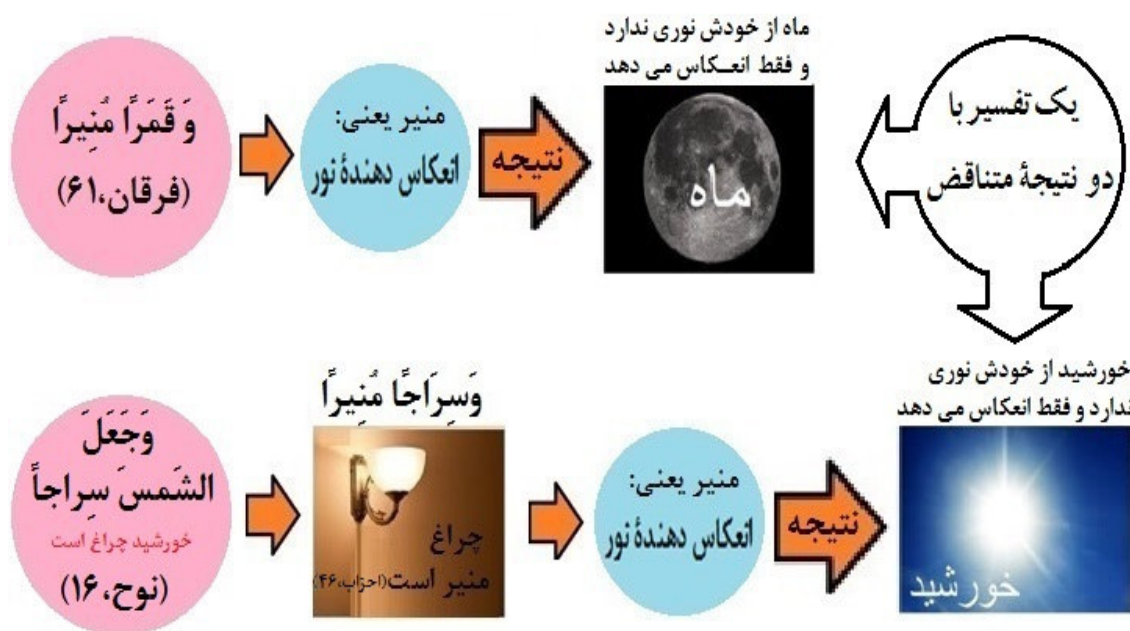 ماه از خودش نوری ندارد
و فقط انعکاس می دهد
وَ قَمَرًا مُنِیرًا
(فرقان،۶۱)
منیر یعنی:
انعکاس دهندهٔ نور
نتیجه
ماه
یک تفسیر با
دو نتیجهٔ متناقض
وَجَعَلَ
الشَمسَ سِراجاً
خورشید چراغ است
(نوح،۱۶)
وَسِرَاجًا مُنِیرًا
چراغ
منیر است(احزاب،۴۶)
منیر یعنی:
انعکاس دهندهٔ نور
نتیجه
خورشید از خودش نوری
ندارد و فقط انعکاس می دهد
خورشید